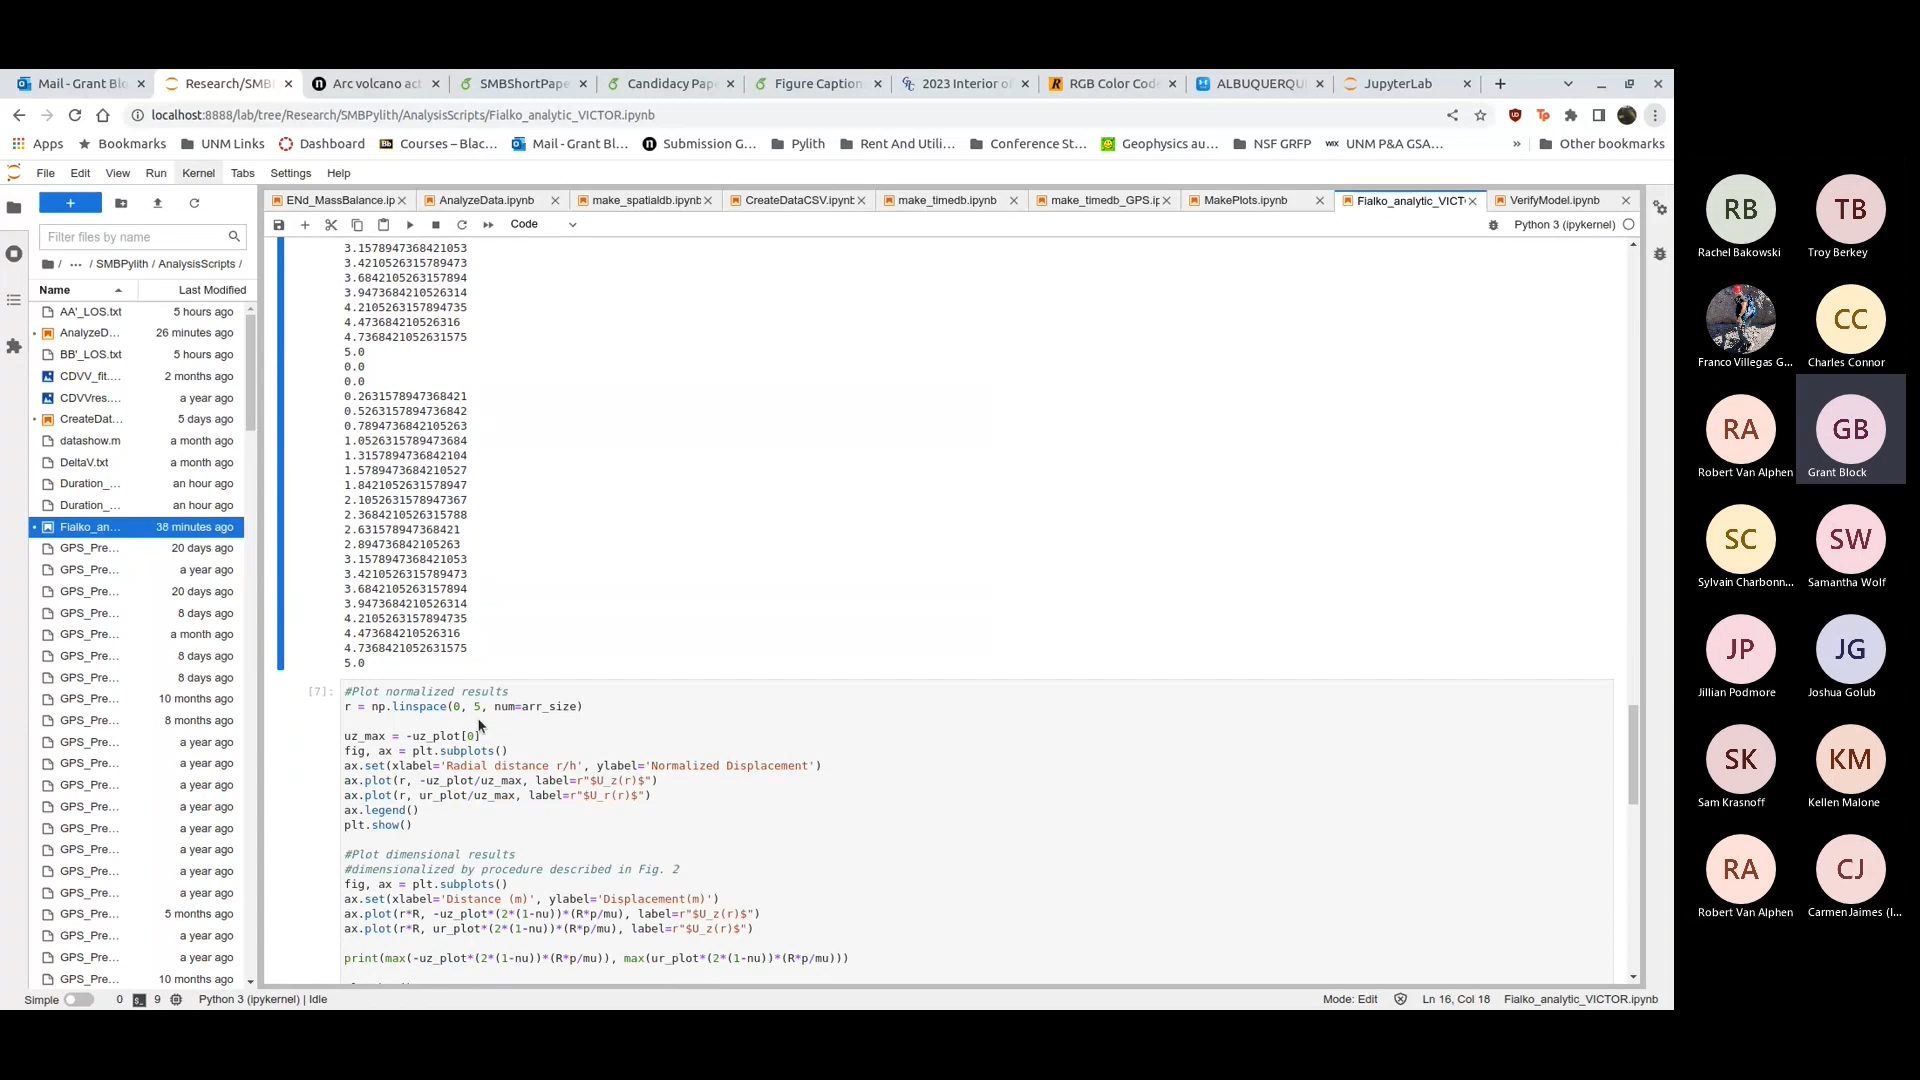 Mail - Grant Blo
Research/SMBI
Arc volcano act
SMBShortPape
Candidacy Pape
Figure Caption
2023 Interior of
RGB Color Code
ALBUQUERQU
JupyterLab
localhost:8888/lab/tree/Research/SMBPylith/AnalysisScripts/Fialko_analytic_VICTOR.ipynb
Apps
Bookmarks
UNM Links
Dashboard
Courses – Blac...
Mail - Grant Bl...
Submission G...
Pylith
Rent And Utili...
Conference St...
Geophysics au...
NSF GRFP
UNM P&A GSA...
Other bookmarks
File Edit View Run Kernel Tabs Settings Help
ENd_MassBalance.ip
AnalyzeData.ipynb
make_spatialdb.ipynb
CreateDataCSV.ipynb
make_timedb.ipynb
make_timedb_GPS.ip
MakePlots.ipynb
Fialko_analytic_VICT
VerifyModel.ipynb
Code
Python 3 (ipykernel)
Filter files by name
/ ... / SMBPylith / AnalysisScripts /
Name Last Modified
AA'_LOS.txt 5 hours ago
AnalyzeD... 26 minutes ago
BB'_LOS.txt 5 hours ago
CDVV_fit.... 2 months ago
CDVVres.... a year ago
CreateDat... 5 days ago
datashow.m a month ago
DeltaV.txt a month ago
Duration_... an hour ago
Duration_... an hour ago
Fialko_an... 38 minutes ago
GPS_Pre... 20 days ago
GPS_Pre... a year ago
GPS_Pre... 20 days ago
GPS_Pre... 8 days ago
GPS_Pre... a month ago
GPS_Pre... 8 days ago
GPS_Pre... 8 days ago
GPS_Pre... 10 months ago
GPS_Pre... 8 months ago
GPS_Pre... a year ago
GPS_Pre... a year ago
GPS_Pre... a year ago
GPS_Pre... a year ago
GPS_Pre... a year ago
GPS_Pre... a year ago
GPS_Pre... a year ago
GPS_Pre... a year ago
GPS_Pre... 5 months ago
GPS_Pre... a year ago
GPS_Pre... a year ago
GPS_Pre... 10 months ago
3.1578947368421053
3.4210526315789473
3.6842105263157894
3.9473684210526314
4.2105263157894735
4.473684210526316
4.7368421052631575
5.0
0.0
0.0
0.2631578947368421
0.5263157894736842
0.7894736842105263
1.0526315789473684
1.3157894736842104
1.5789473684210527
1.8421052631578947
2.1052631578947367
2.3684210526315788
2.631578947368421
2.894736842105263
3.1578947368421053
3.4210526315789473
3.6842105263157894
3.9473684210526314
4.2105263157894735
4.473684210526316
4.7368421052631575
5.0
[7]:
#Plot normalized results
r = np.linspace(0, 5, num=arr_size)
uz_max = -uz_plot[0]
fig, ax = plt.subplots()
ax.set(xlabel='Radial distance r/h', ylabel='Normalized Displacement')
ax.plot(r, -uz_plot/uz_max, label=r"$U_z(r)$")
ax.plot(r, ur_plot/uz_max, label=r"$U_r(r)$")
ax.legend()
plt.show()
#Plot dimensional results
#dimensionalized by procedure described in Fig. 2
fig, ax = plt.subplots()
ax.set(xlabel='Distance (m)', ylabel='Displacement(m)')
ax.plot(r*R, -uz_plot*(2*(1-nu))*(R*p/mu), label=r"$U_z(r)$")
ax.plot(r*R, ur_plot*(2*(1-nu))*(R*p/mu), label=r"$U_z(r)$")
print(max(-uz_plot*(2*(1-nu))*(R*p/mu)), max(ur_plot*(2*(1-nu))*(R*p/mu)))
Simple 0 9 Python 3 (ipykernel) | Idle
Mode: Edit Ln 16, Col 18 Fialko_analytic_VICTOR.ipynb
RB TB
Rachel Bakowski Troy Berkey
CC
Franco Villegas G... Charles Connor
RA GB
Robert Van Alphen Grant Block
SC SW
Sylvain Charbonn... Samantha Wolf
JP JG
Jillian Podmore Joshua Golub
SK KM
Sam Krasnoff Kellen Malone
RA CJ
Robert Van Alphen Carmen Jaimes (I...